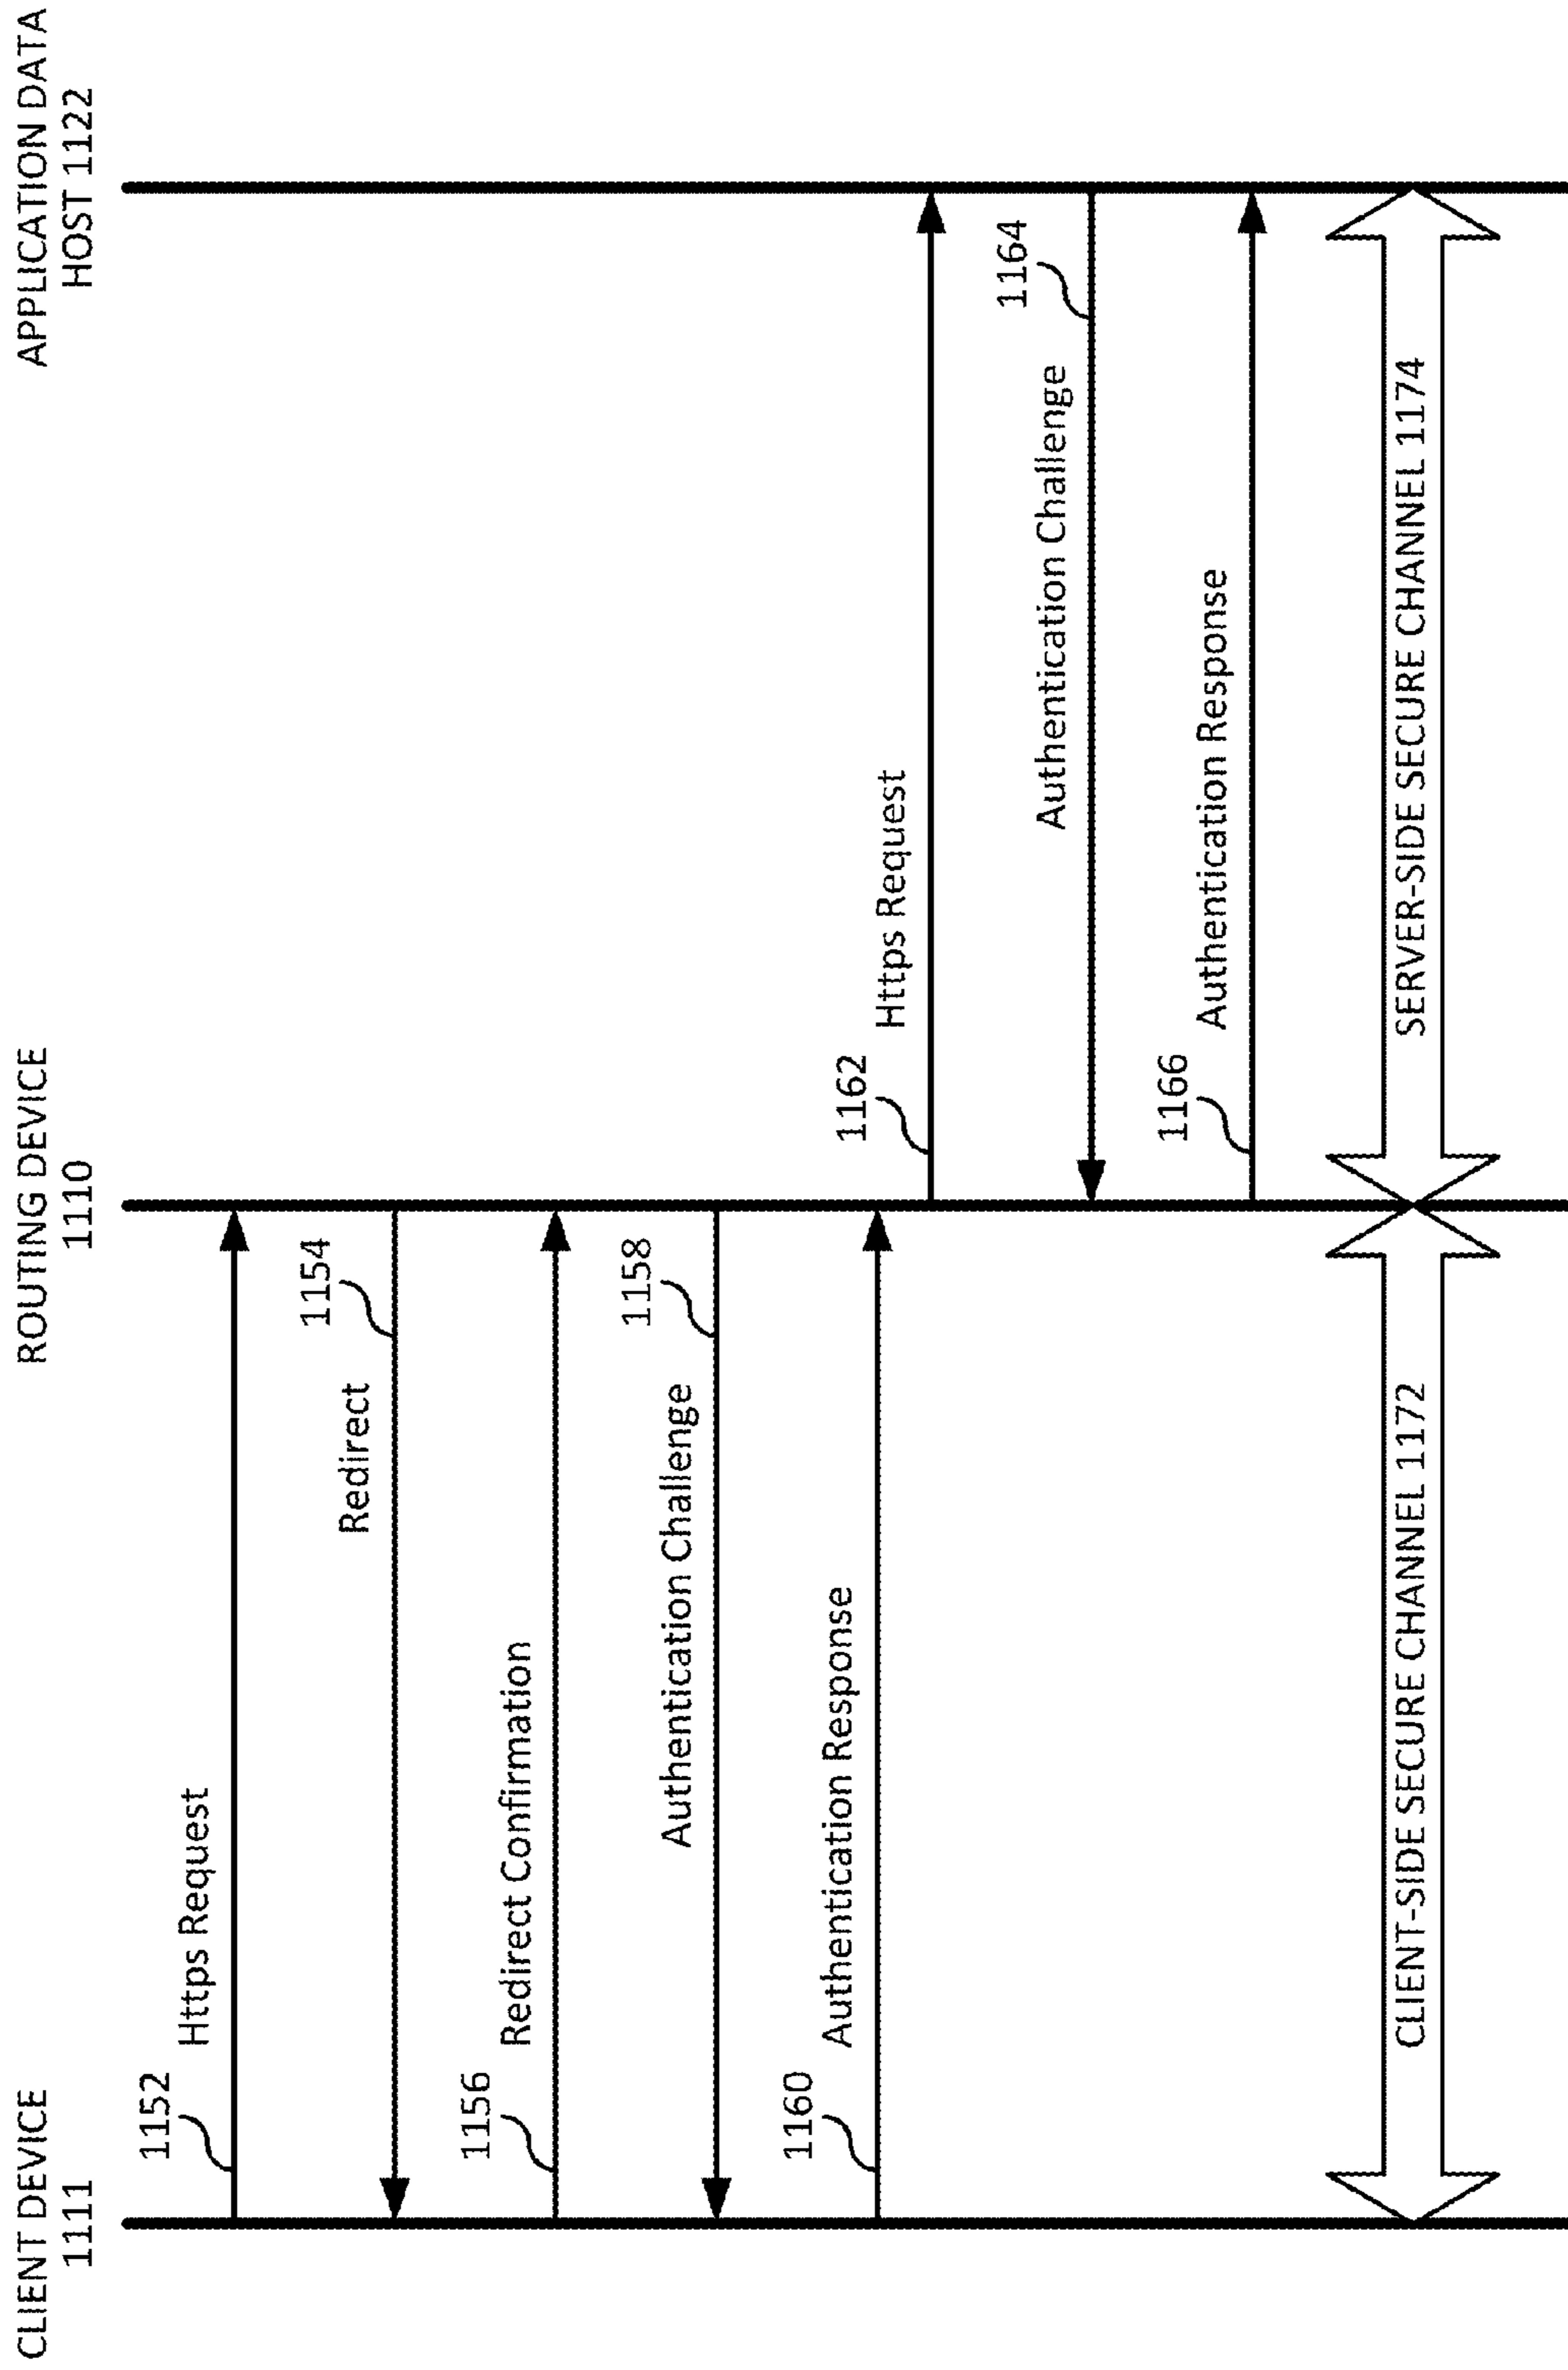 CLIENT DEVICE
1111
ROUTING DEVICE
1110
APPLICATION DATA
HOST 1122
1152
Https Request
1154
Redirect
1156
Redirect Confirmation
1158
Authentication Challenge
1160
Authentication Response
1162
Https Request
1164
Authentication Challenge
1166
Authentication Response
CLIENT-SIDE SECURE CHANNEL 1172
SERVER-SIDE SECURE CHANNEL 1174